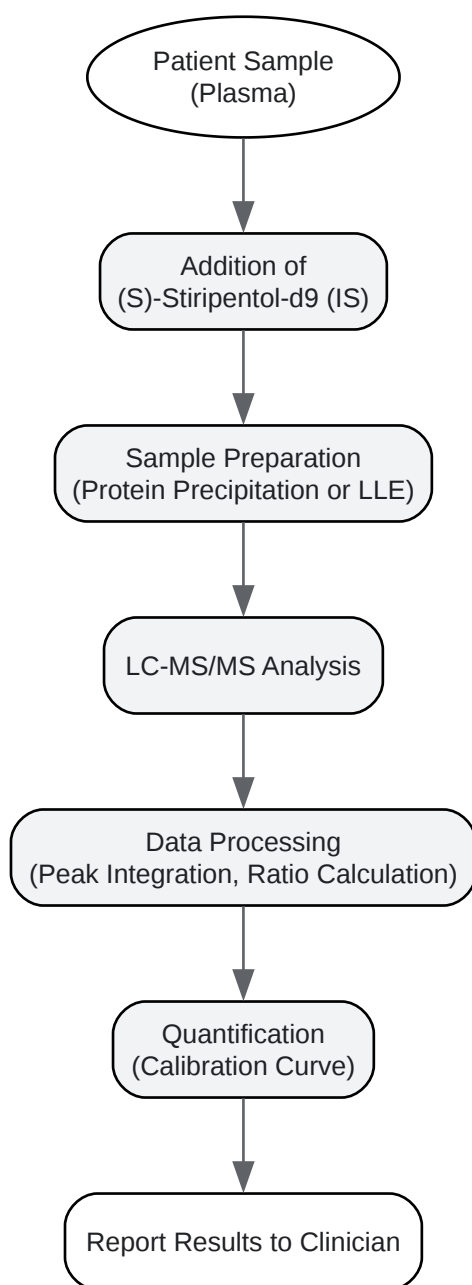 Patient Sample
(Plasma)
Addition of
(S)-Stiripentol-d9 (IS)
Sample Preparation
(Protein Precipitation or LLE)
LC-MS/MS Analysis
Data Processing
(Peak Integration, Ratio Calculation)
Quantification
(Calibration Curve)
Report Results to Clinician